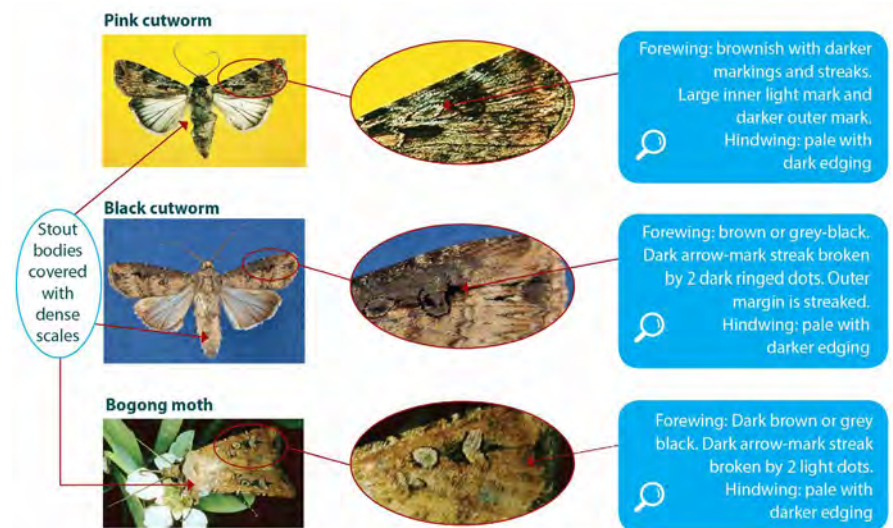 Pink cutworm
Forewing: brownish with darker
markings and streaks.
Large inner light mark and
darker outer mark.
Hindwing: pale with
dark edging
Stout
bodies
covered
with
dense
scales
Black cutworm
Forewing: brown or grey-black.
Dark arrow-mark streak broken
by 2 dark ringed dots. Outer
margin is streaked.
Hindwing: pale with
darker edging
Bogong moth
Forewing: Dark brown or grey
black. Dark arrow-mark streak
broken by 2 light dots.
Hindwing: pale with
darker edging